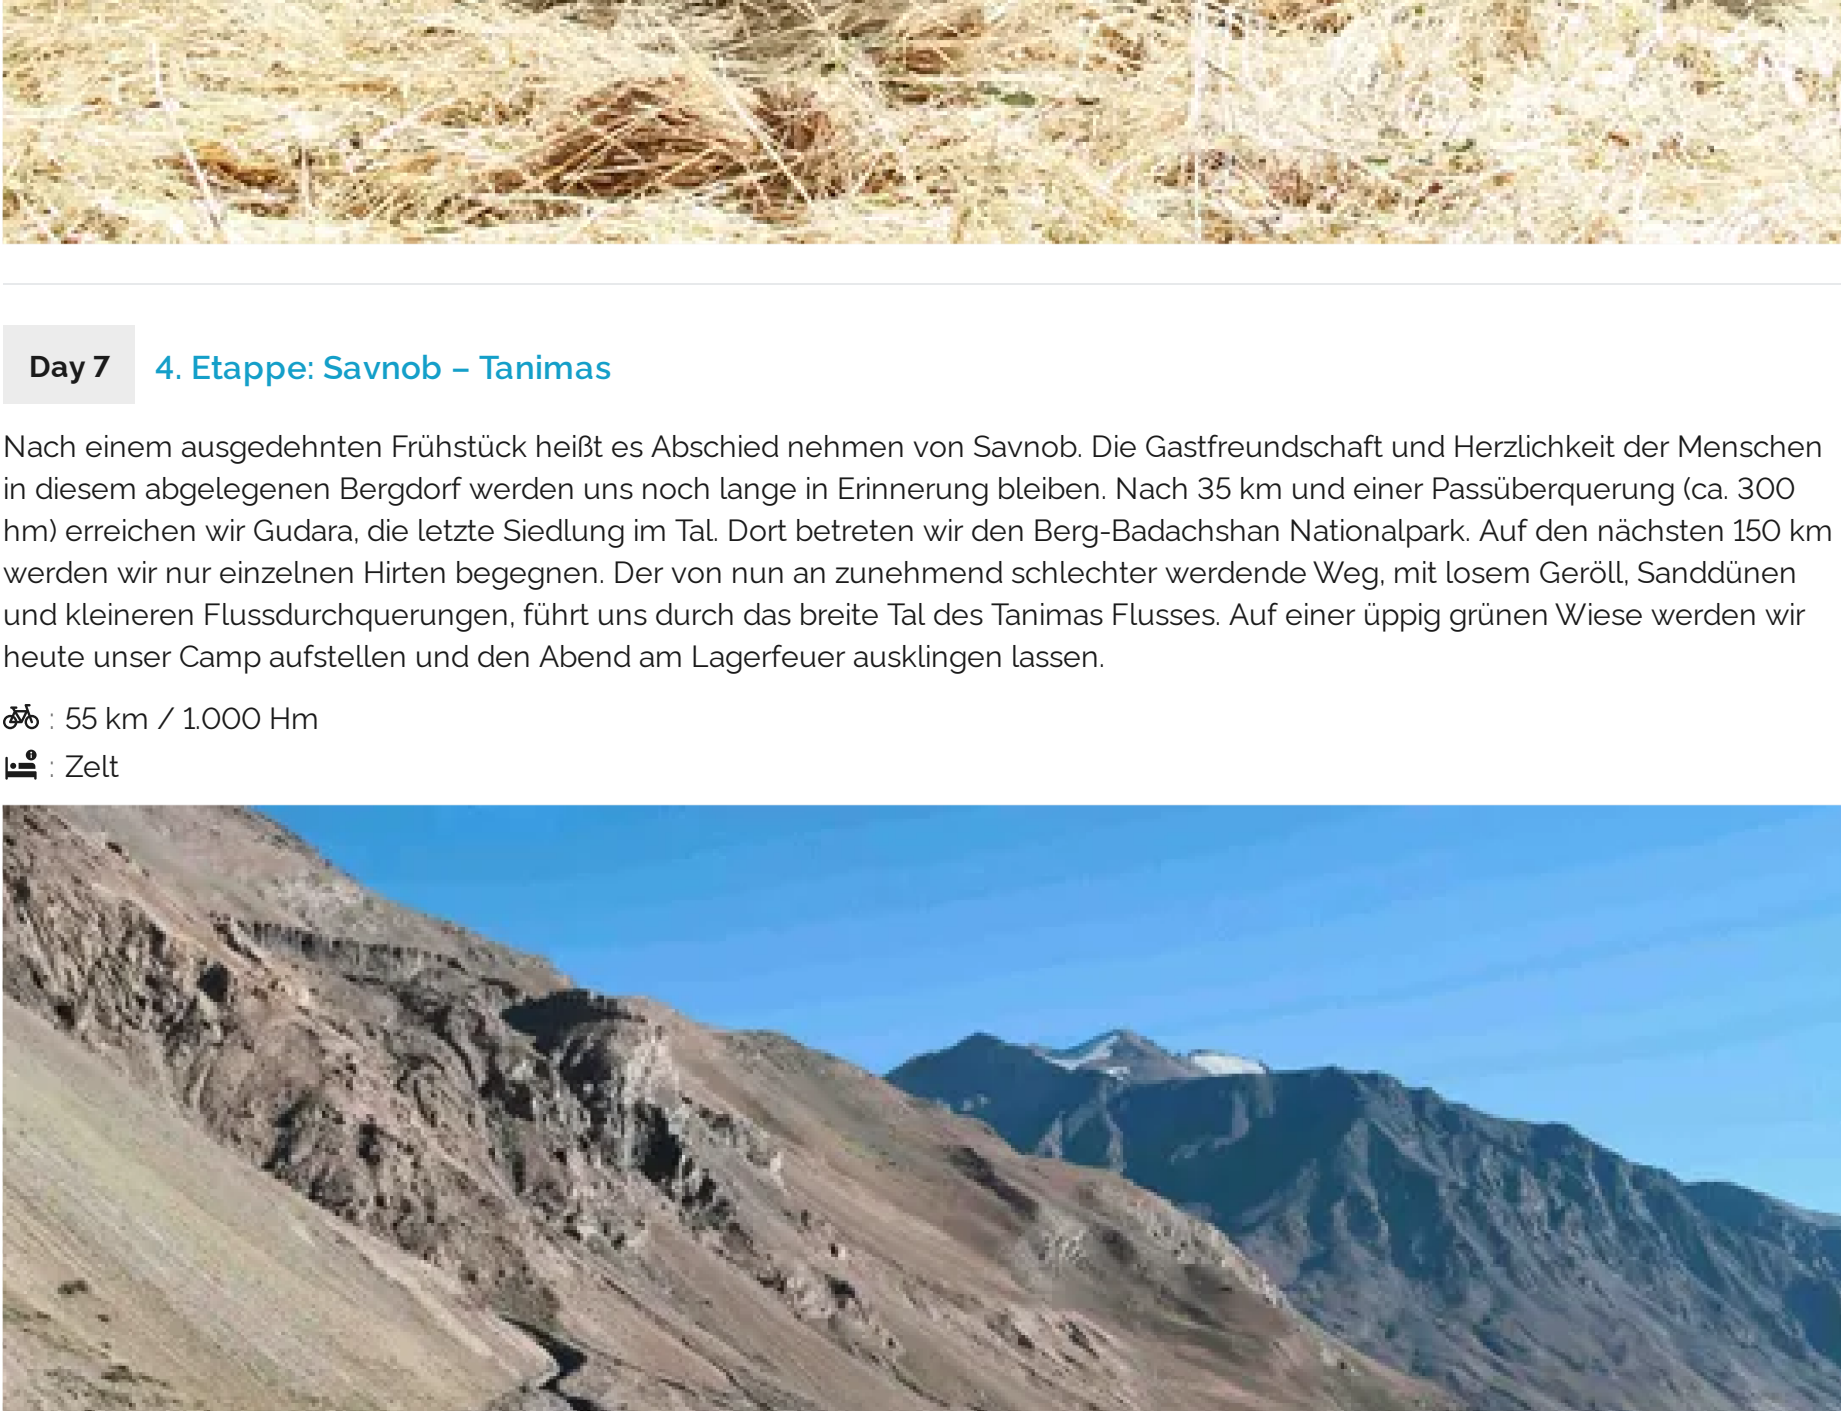 Day 7
4. Etappe: Savnob – Tanimas
Nach einem ausgedehnten Frühstück heißt es Abschied nehmen von Savnob. Die Gastfreundschaft und Herzlichkeit der Menschen
in diesem abgelegenen Bergdorf werden uns noch lange in Erinnerung bleiben. Nach 35 km und einer Passüberquerung (ca. 300
hm) erreichen wir Gudara, die letzte Siedlung im Tal. Dort betreten wir den Berg-Badachshan Nationalpark. Auf den nächsten 150 km
werden wir nur einzelnen Hirten begegnen. Der von nun an zunehmend schlechter werdende Weg, mit losem Geröll, Sanddünen
und kleineren Flussdurchquerungen, führt uns durch das breite Tal des Tanimas Flusses. Auf einer üppig grünen Wiese werden wir
heute unser Camp aufstellen und den Abend am Lagerfeuer ausklingen lassen.
: 55 km / 1.000 Hm
: Zelt